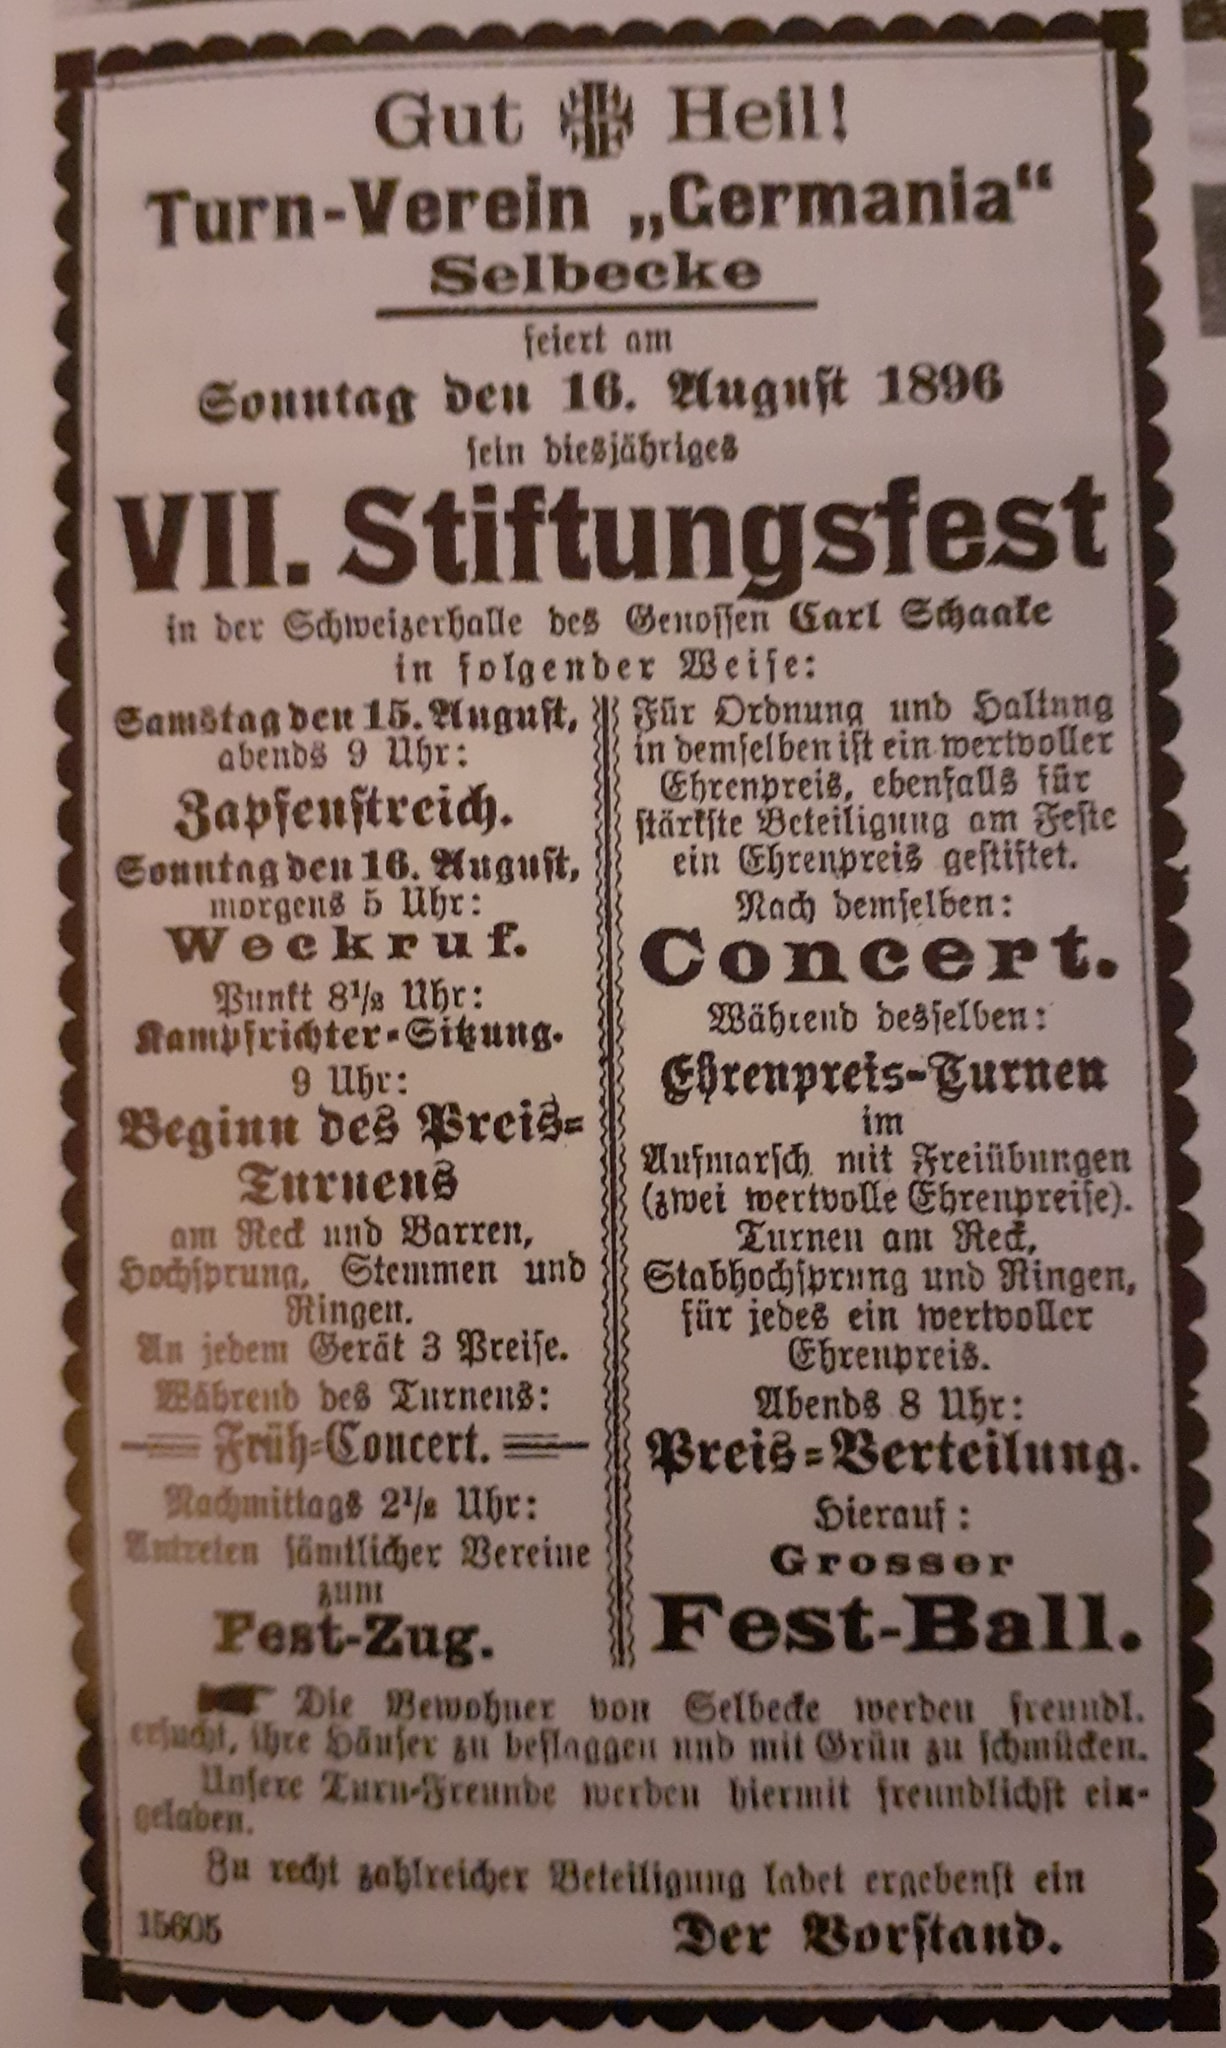 Gut Heil!
Turn-Verein „Germania“
Selbecke
feiert am
Sonntag den 16. August 1896
sein diesjähriges
VII. Stiftungsfest
in der Schweizerhalle des Genossen Carl Schaake
in folgender Weise:
Samstag den 15. August,
abends 9 Uhr:
Zapfenstreich.
Sonntag den 16. August,
morgens 5 Uhr:
Weckruf.
Punkt 8½ Uhr:
Kampfrichter-Sitzung.
9 Uhr:
Beginn des Preis-
Turnens
am Reck und Barren,
Hochsprung, Stemmen und
Ringen.
An jedem Gerät 3 Preise.
Während des Turnens:
Früh-Concert.
Nachmittags 2½ Uhr:
Antreten sämtlicher Vereine
zum
Fest-Zug.
Für Ordnung und Haltung
in demselben ist ein wertvoller
Ehrenpreis, ebenfalls für
stärkste Beteiligung am Feste
ein Ehrenpreis gestiftet.
Nach demselben:
Concert.
Während desselben:
Ehrenpreis-Turnen
im
Aufmarsch mit Freiübungen
(zwei wertvolle Ehrenpreise).
Turnen am Reck,
Stabhochsprung und Ringen,
für jedes ein wertvoller
Ehrenpreis.
Abends 8 Uhr:
Preis-Verteilung.
Hierauf:
Grosser
Fest-Ball.
Die Bewohner von Selbecke werden freundl.
ersucht, ihre Häuser zu beflaggen und mit Grün zu schmücken.
Unsere Turn-Freunde werden hiermit freundlichst ein-
geladen.
Zu recht zahlreicher Beteiligung ladet ergebenst ein
15605 Der Vorstand.